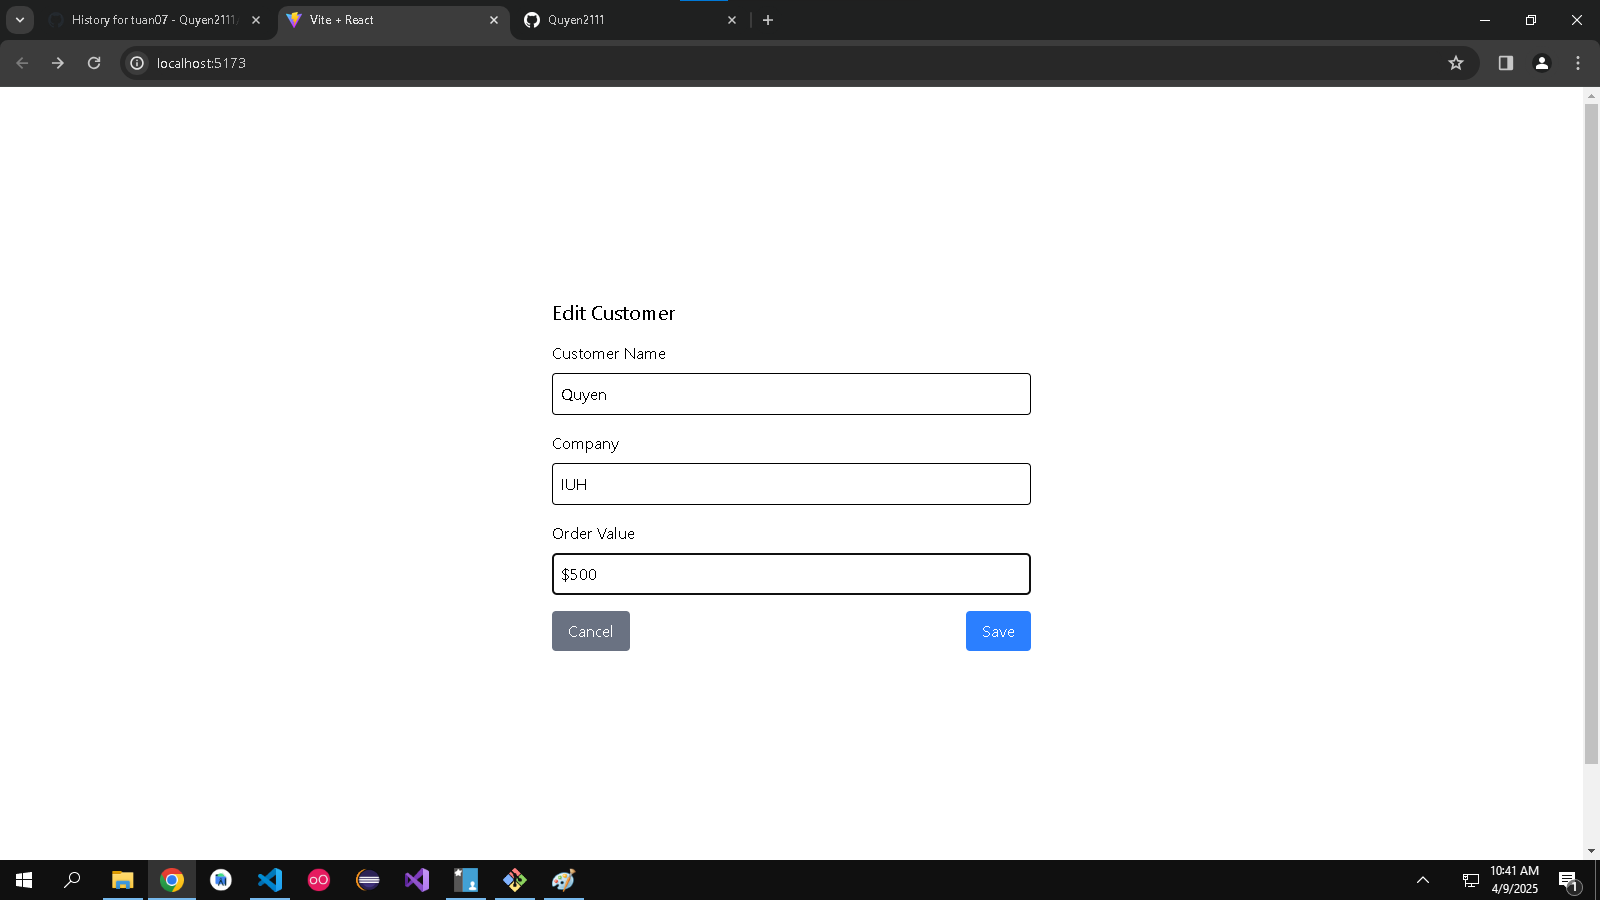 History for tuan07 - Quyen2111
Vite + React
Quyen2111
localhost:5173
Edit Customer
Customer Name
Quyen
Company
IUH
Order Value
$500
Cancel
Save
10:41 AM
4/9/2025
1